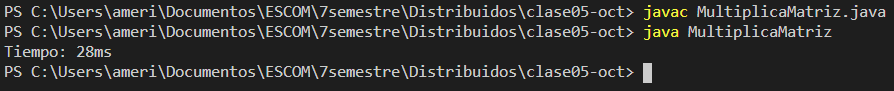 PS C:\Users\ameri\Documentos\ESCOM\7semestre\Distribuidos\clase05-oct> javac MultiplicaMatriz.java
PS C:\Users\ameri\Documentos\ESCOM\7semestre\Distribuidos\clase05-oct> java MultiplicaMatriz
Tiempo: 28ms
PS C:\Users\ameri\Documentos\ESCOM\7semestre\Distribuidos\clase05-oct>